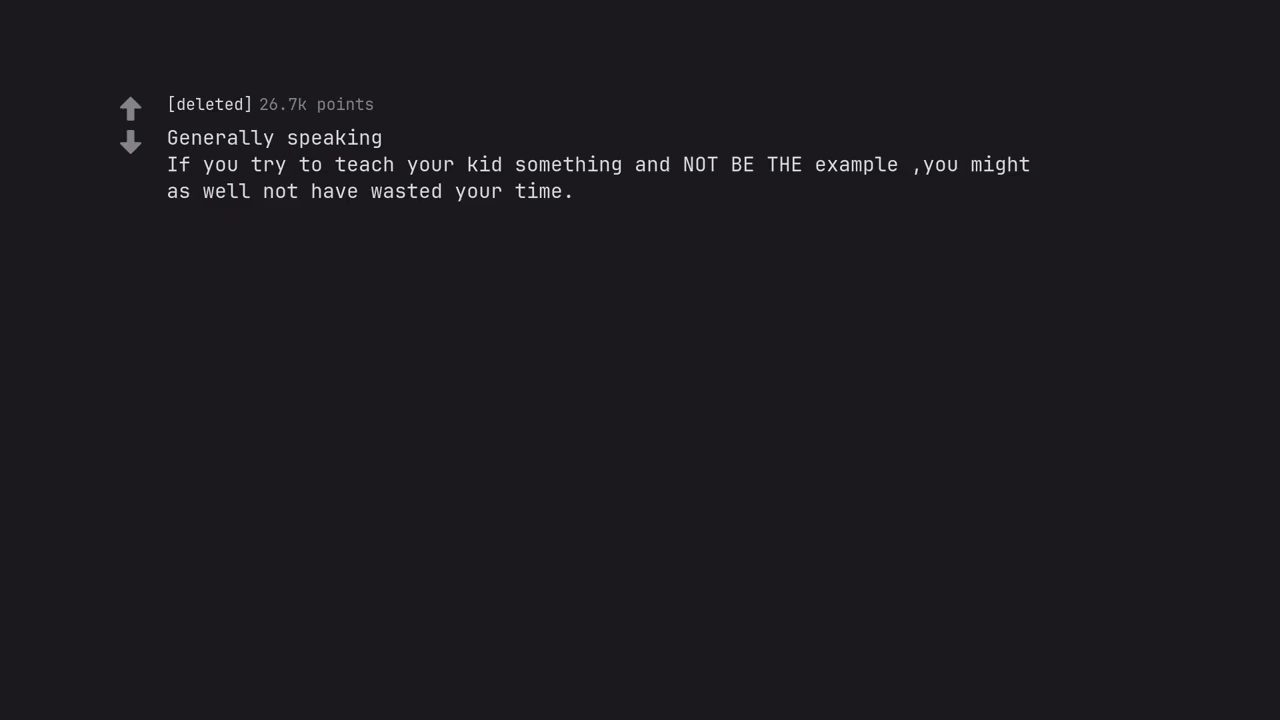 [deleted] 26.7k points
Generally speaking
If you try to teach your kid something and NOT BE THE example ,you might
as well not have wasted your time.